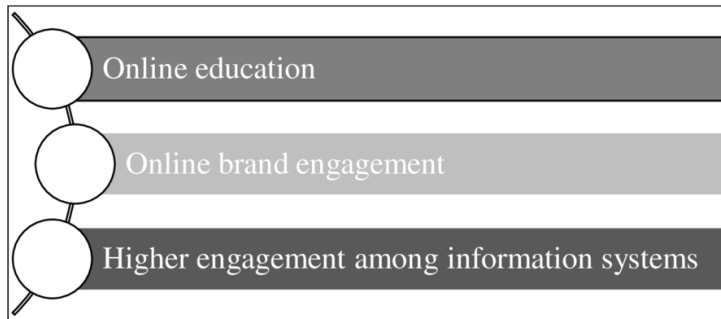 Online education
Online brand engagement
Higher engagement among information systems